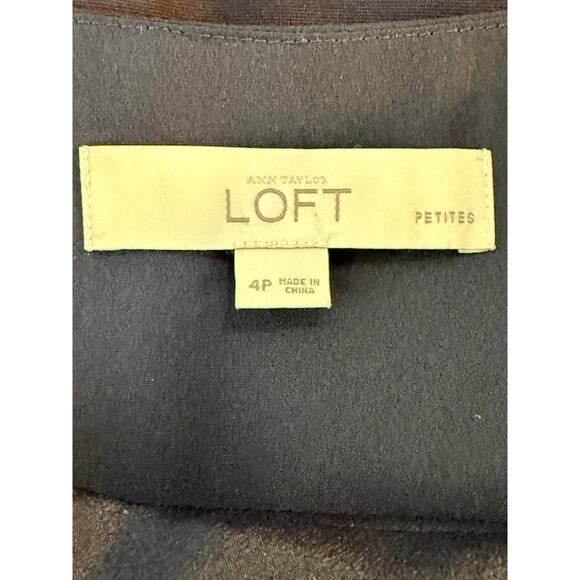 ANN TAYLOR
LOFT
PETITES
4P MADE IN
CHINA